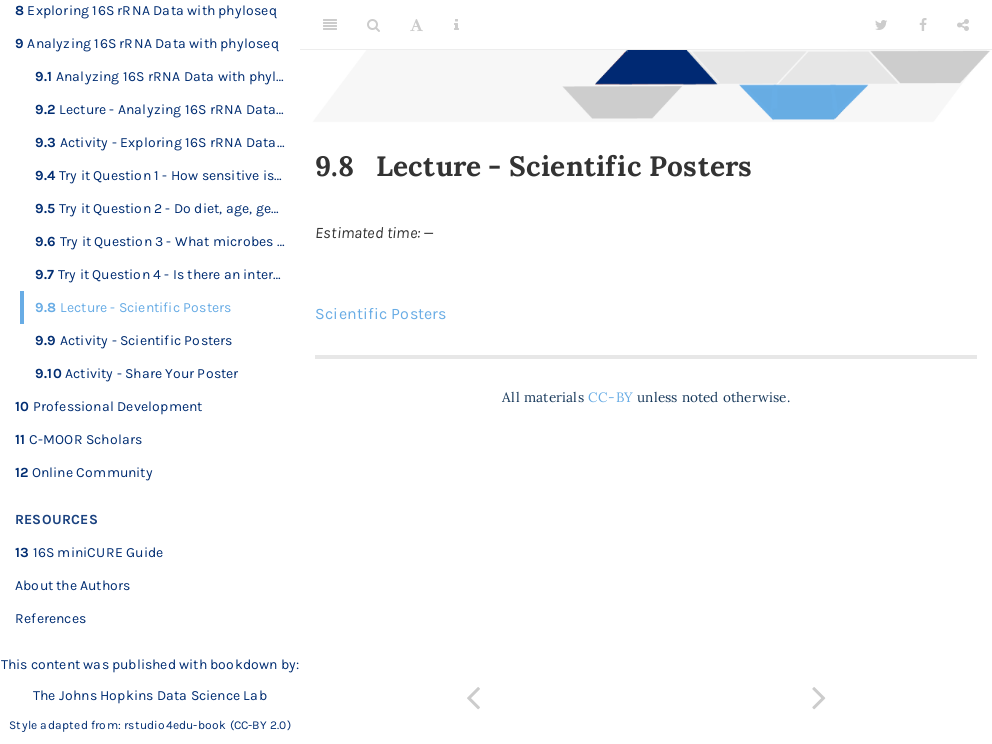 8 Exploring 16S rRNA Data with phyloseq
9 Analyzing 16S rRNA Data with phyloseq
9.1 Analyzing 16S rRNA Data with phyl...
9.2 Lecture - Analyzing 16S rRNA Data...
9.3 Activity - Exploring 16S rRNA Data...
9.4 Try it Question 1 - How sensitive is...
9.5 Try it Question 2 - Do diet, age, ge...
9.6 Try it Question 3 - What microbes ...
9.7 Try it Question 4 - Is there an inter...
9.8 Lecture - Scientific Posters
9.9 Activity - Scientific Posters
9.10 Activity - Share Your Poster
10 Professional Development
11 C-MOOR Scholars
12 Online Community
RESOURCES
13 16S miniCURE Guide
About the Authors
References
This content was published with bookdown by:
The Johns Hopkins Data Science Lab
Style adapted from: rstudio4edu-book (CC-BY 2.0)
9.8 Lecture - Scientific Posters
Estimated time: –
Scientific Posters
All materials CC-BY unless noted otherwise.